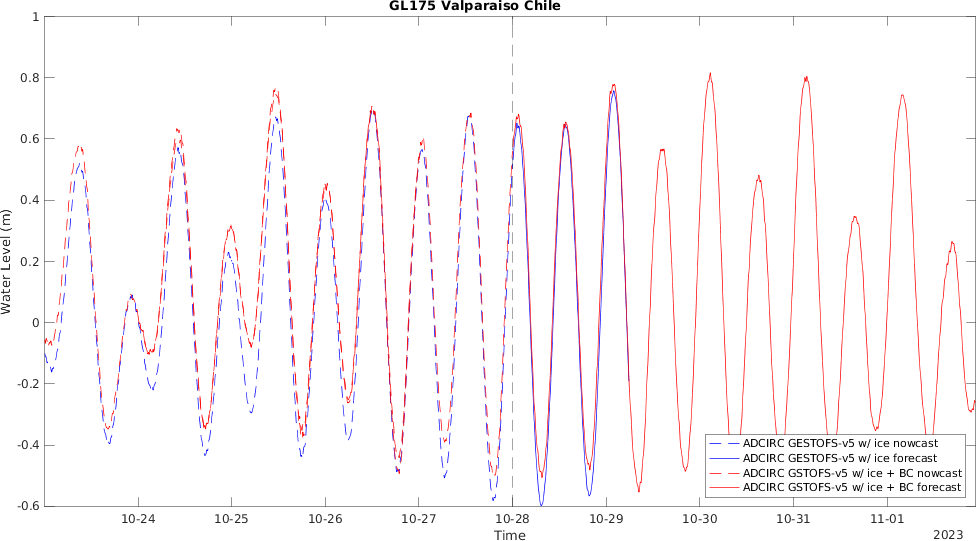 GL175 Valparaiso Chile
1
0.8
0.6
0.4
0.2
0
-0.2
-0.4
-0.6
Water Level (m)
10-24 10-25 10-26 10-27 10-28 10-29 10-30 10-31 11-01
Time
2023
ADCIRC GESTOFS-v5 w/ ice nowcast
ADCIRC GESTOFS-v5 w/ ice forecast
ADCIRC GSTOFS-v5 w/ ice + BC nowcast
ADCIRC GSTOFS-v5 w/ ice + BC forecast